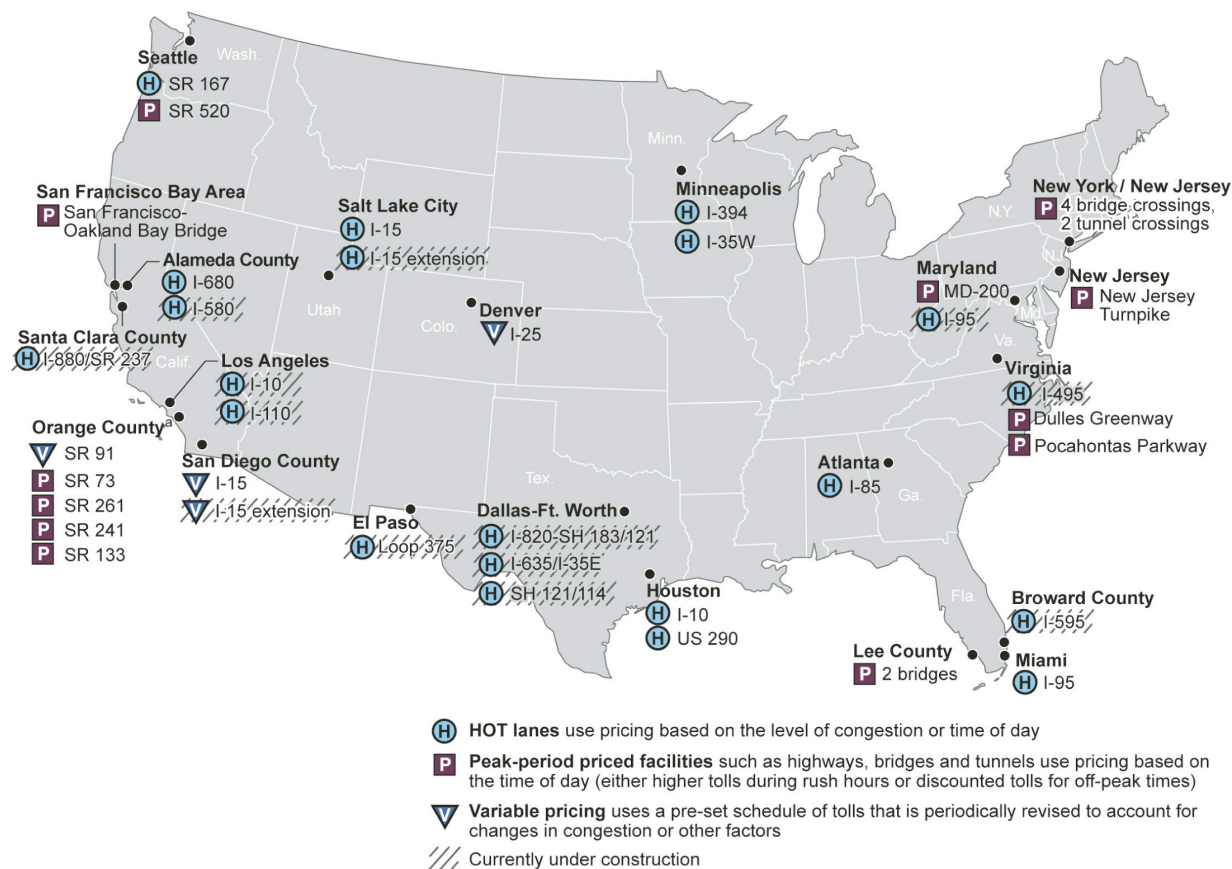 Wash.
Seattle
H SR 167
P SR 520
San Francisco Bay Area
P San Francisco-
Oakland Bay Bridge
Alameda County
H I-680
H I-580
Santa Clara County
H I-880/SR 237
Calif.
Los Angeles
H I-10
H I-110
Orange County a
V SR 91
P SR 73
P SR 261
P SR 241
P SR 133
San Diego County
V I-15
V I-15 extension
Salt Lake City
H I-15
H I-15 extension
Utah
Colo.
Denver
V I-25
El Paso
H Loop 375
Tex.
Dallas-Ft. Worth
H I-820-SH 183/121
H I-635/I-35E
H SH 121/114
Houston
H I-10
H US 290
Minn.
Minneapolis
H I-394
H I-35W
N.Y.
New York / New Jersey
P 4 bridge crossings,
2 tunnel crossings
NJ
New Jersey
P New Jersey
Turnpike
Maryland
P MD-200
H I-95
Md.
Va.
Virginia
H I-495
P Dulles Greenway
P Pocahontas Parkway
Atlanta
H I-85
Ga.
Fla.
Broward County
H I-595
Lee County
P 2 bridges
Miami
H I-95
H HOT lanes use pricing based on the level of congestion or time of day
P Peak-period priced facilities such as highways, bridges and tunnels use pricing based on
the time of day (either higher tolls during rush hours or discounted tolls for off-peak times)
V Variable pricing uses a pre-set schedule of tolls that is periodically revised to account for
changes in congestion or other factors
Currently under construction